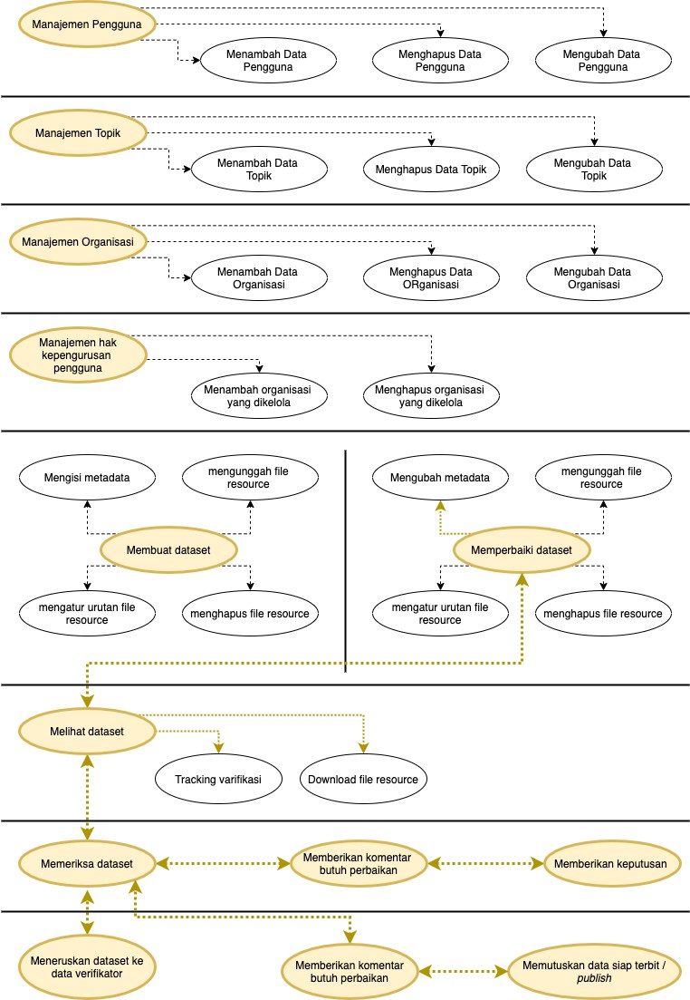 Manajemen Pengguna
Menambah Data
Pengguna
Menghapus Data
Pengguna
Mengubah Data
Pengguna
Manajemen Topik
Menambah Data
Topik
Menghapus Data Topik
Mengubah Data
Topik
Manajemen Organisasi
Menambah Data
Organisasi
Menghapus Data
ORganisasi
Mengubah Data
Organisasi
Manajemen hak
kepengurusan
pengguna
Menambah organisasi
yang dikelola
Menghapus organisasi
yang dikelola
Mengisi metadata
mengunggah file
resource
Membuat dataset
mengatur urutan file
resource
menghapus file resource
Mengubah metadata
mengunggah file
resource
Memperbaiki dataset
mengatur urutan file
resource
menghapus file resource
Melihat dataset
Tracking varifikasi
Download file resource
Memeriksa dataset
Memberikan komentar
butuh perbaikan
Memberikan keputusan
Meneruskan dataset ke
data verifikator
Memberikan komentar
butuh perbaikan
Memutuskan data siap terbit /
publish